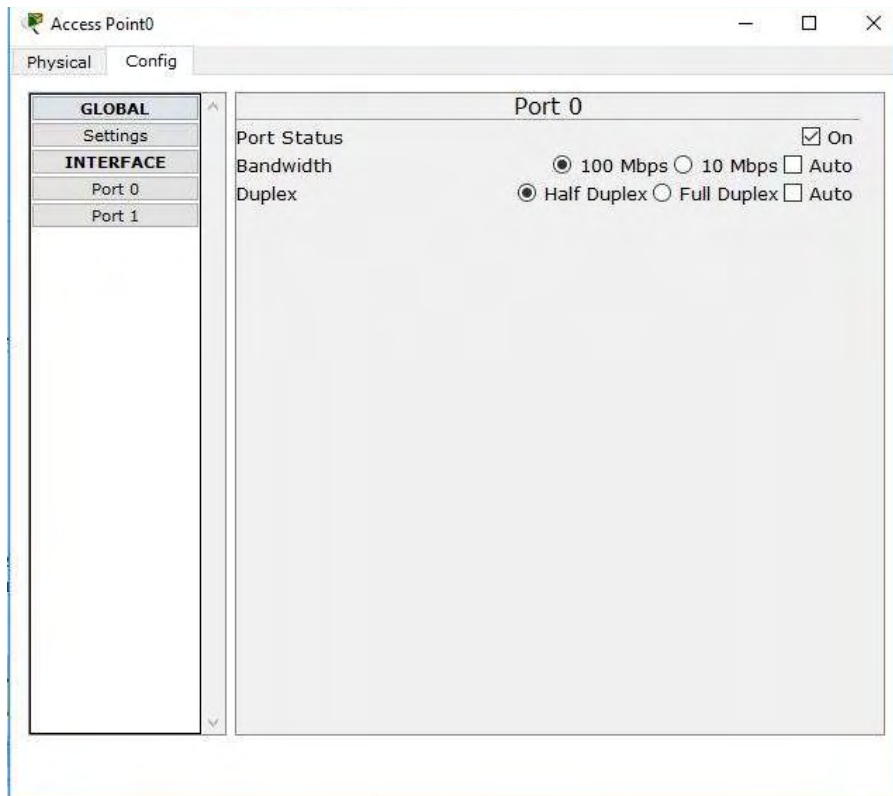 Access Point0
Physical Config
GLOBAL
Settings
INTERFACE
Port 0
Port 1
Port 0
Port Status On
Bandwidth 100 Mbps 10 Mbps Auto
Duplex Half Duplex Full Duplex Auto